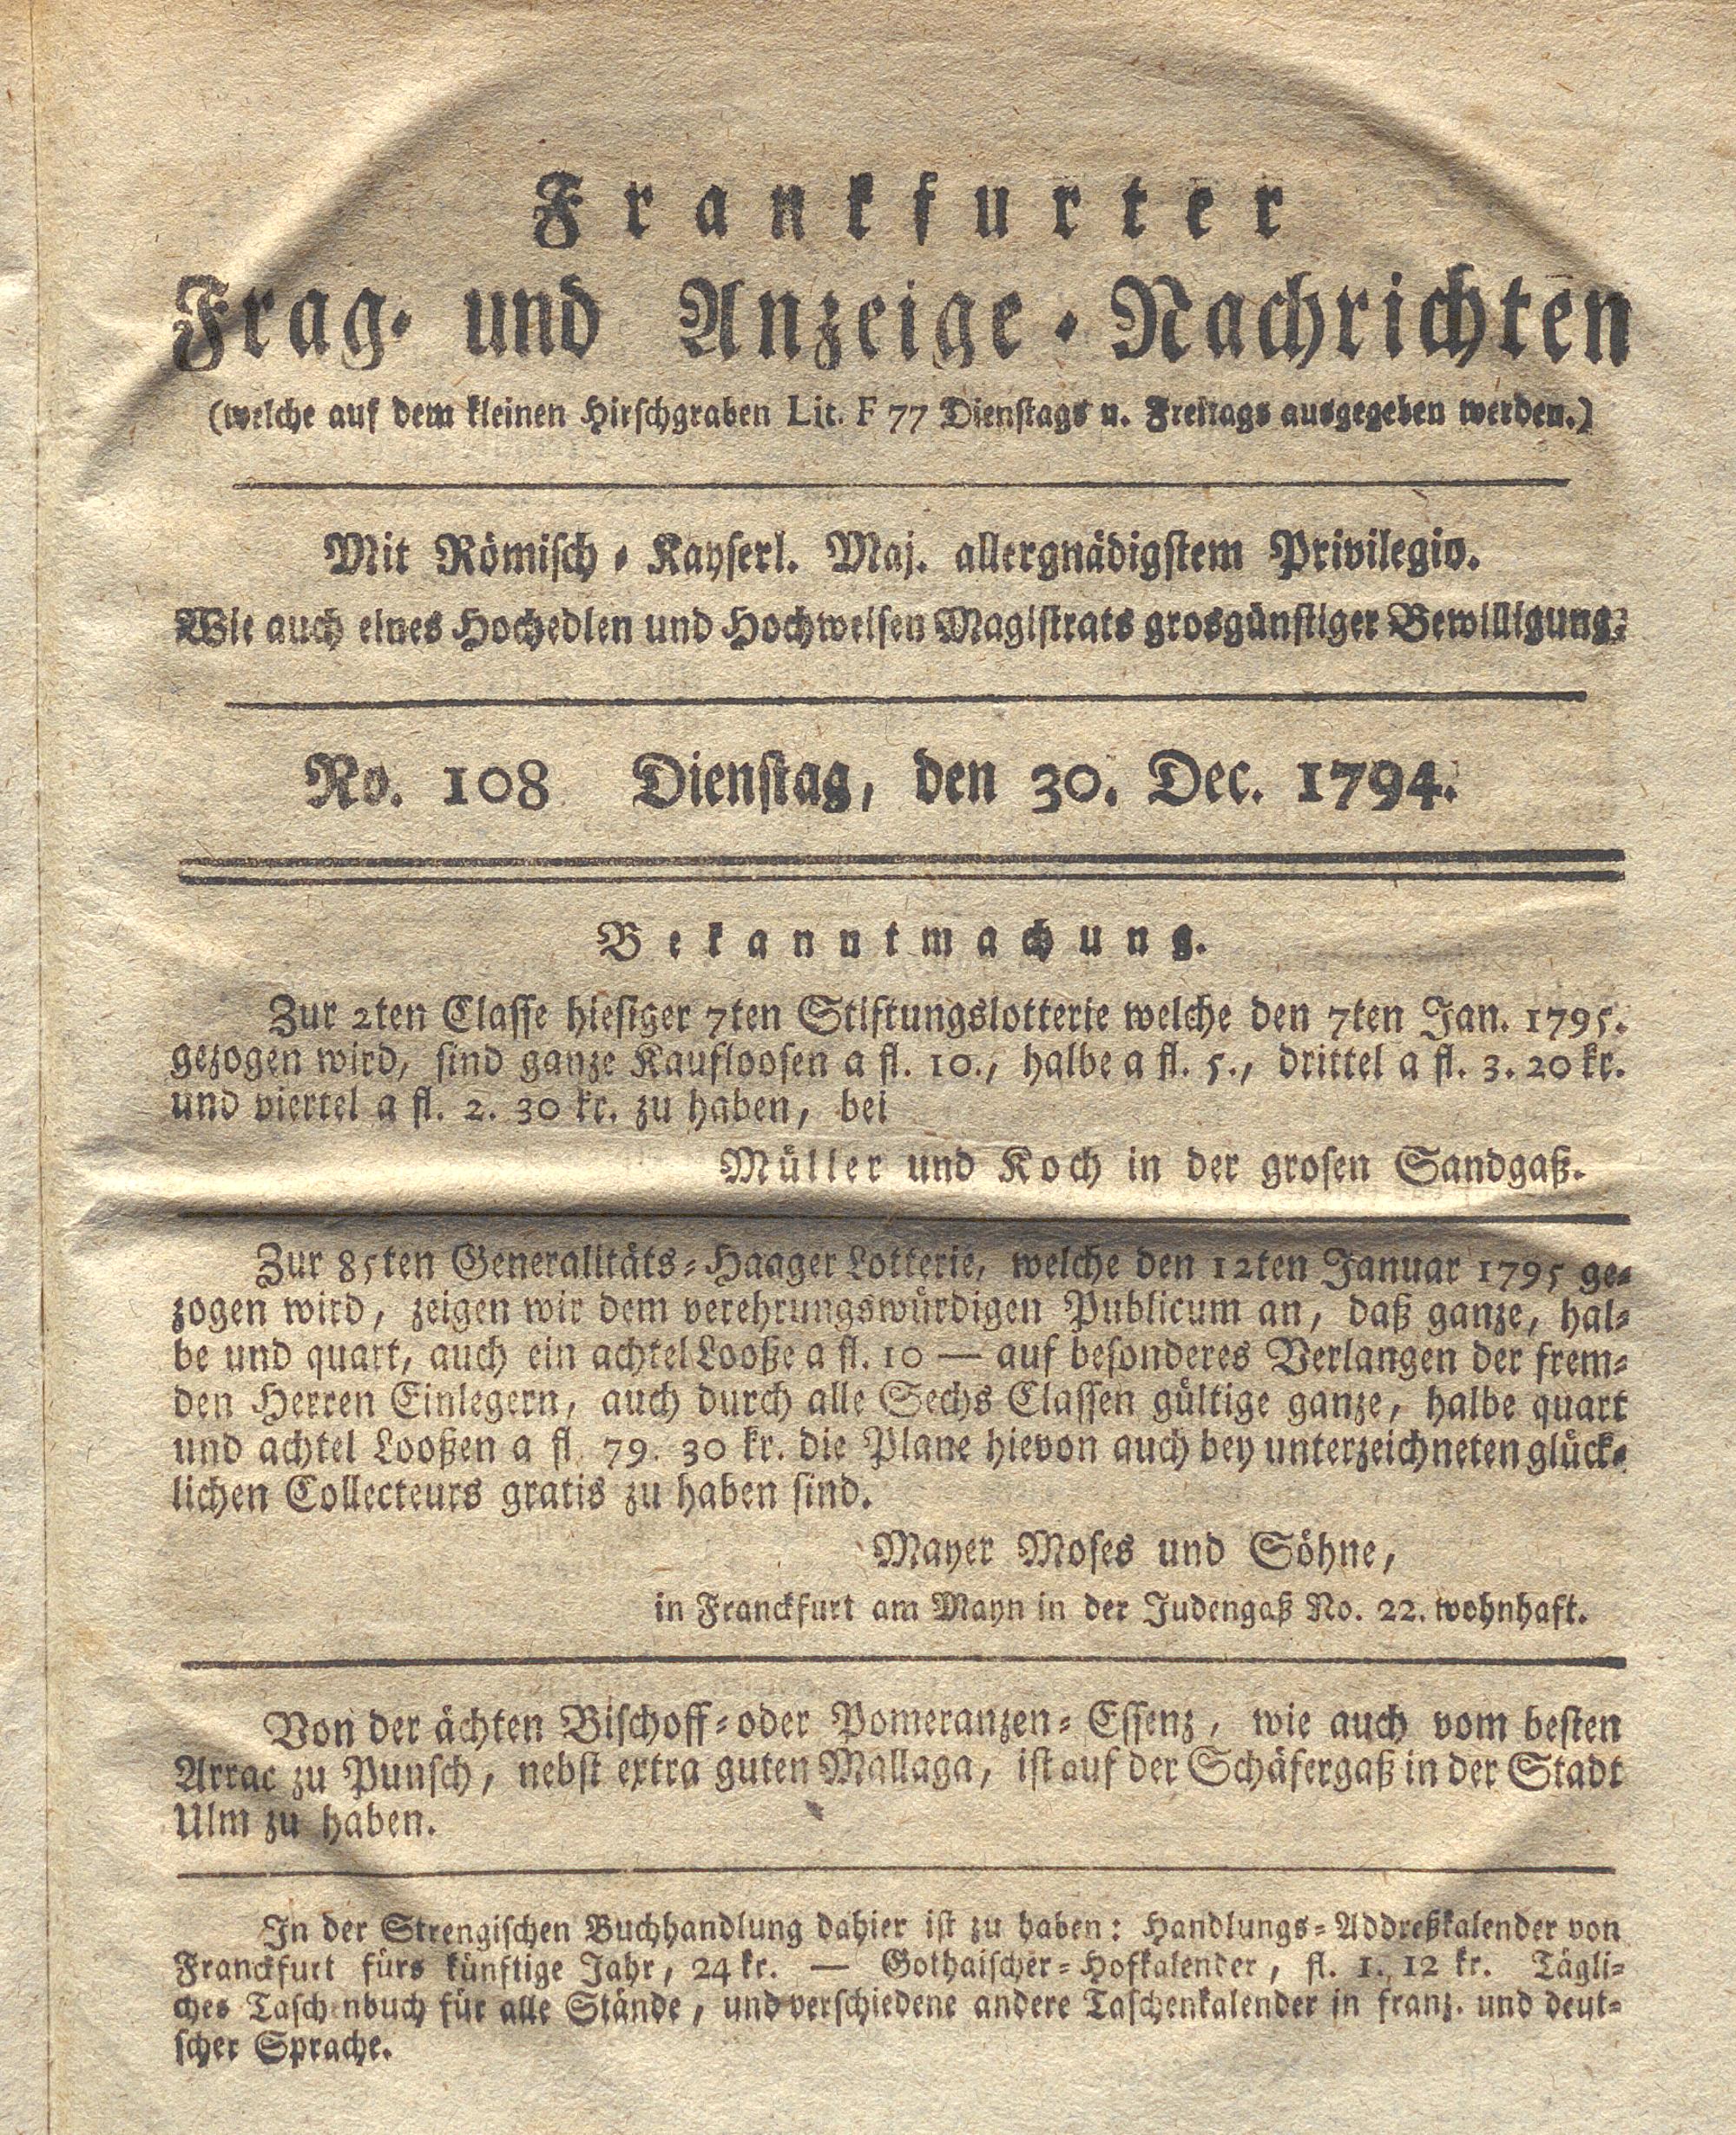 Frankfurter
Frag- und Anzeige-Nachrichten
(welche auf dem kleinen Hirschgraben Lit. F 77 Dienstags u. Freitags ausgegeben werden.)
Mit Römisch-Kayserl. Maj. allergnädigstem Privilegio.
Wie auch eines Hochedlen und Hochweisen Magistrats grosgünstiger Bewilligung.
No. 108 Dienstag, den 30. Dec. 1794.
Bekanntmachung.
Zur 2ten Classe hiesiger 7ten Stiftungslotterie welche den 7ten Jan. 1795.
gezogen wird, sind ganze Kaufloosen a fl. 10., halbe a fl. 5., drittel a fl. 3. 20 kr.
und viertel a fl. 2. 30 kr. zu haben, bei
Müller und Koch in der grosen Sandgaß.
Zur 85ten Generalitäts-Haager Lotterie, welche den 12ten Januar 1795 ge-
zogen wird, zeigen wir dem verehrungswürdigen Publicum an, daß ganze, hal-
be und quart, auch ein achtel Looße a fl. 10 — auf besonderes Verlangen der frem-
den Herren Einlegern, auch durch alle Sechs Classen gültige ganze, halbe quart
und achtel Looßen a fl. 79. 30 kr. die Plane hievon auch bey unterzeichneten glück-
lichen Collecteurs gratis zu haben sind.
Mayer Moses und Söhne,
in Franckfurt am Mayn in der Judengaß No. 22. wohnhaft.
Von der ächten Bischoff-oder Pomeranzen-Essenz, wie auch vom besten
Arrac zu Punsch, nebst extra guten Mallaga, ist auf der Schäfergaß in der Stadt
Ulm zu haben.
In der Strengischen Buchhandlung dahier ist zu haben: Handlungs-Addreßkalender von
Franckfurt fürs künftige Jahr, 24 kr. — Gothaischer-Hofkalender, fl. 1. 12 kr. Tägli-
ches Taschenbuch für alle Stände, und verschiedene andere Taschenkalender in franz. und deut-
scher Sprache.